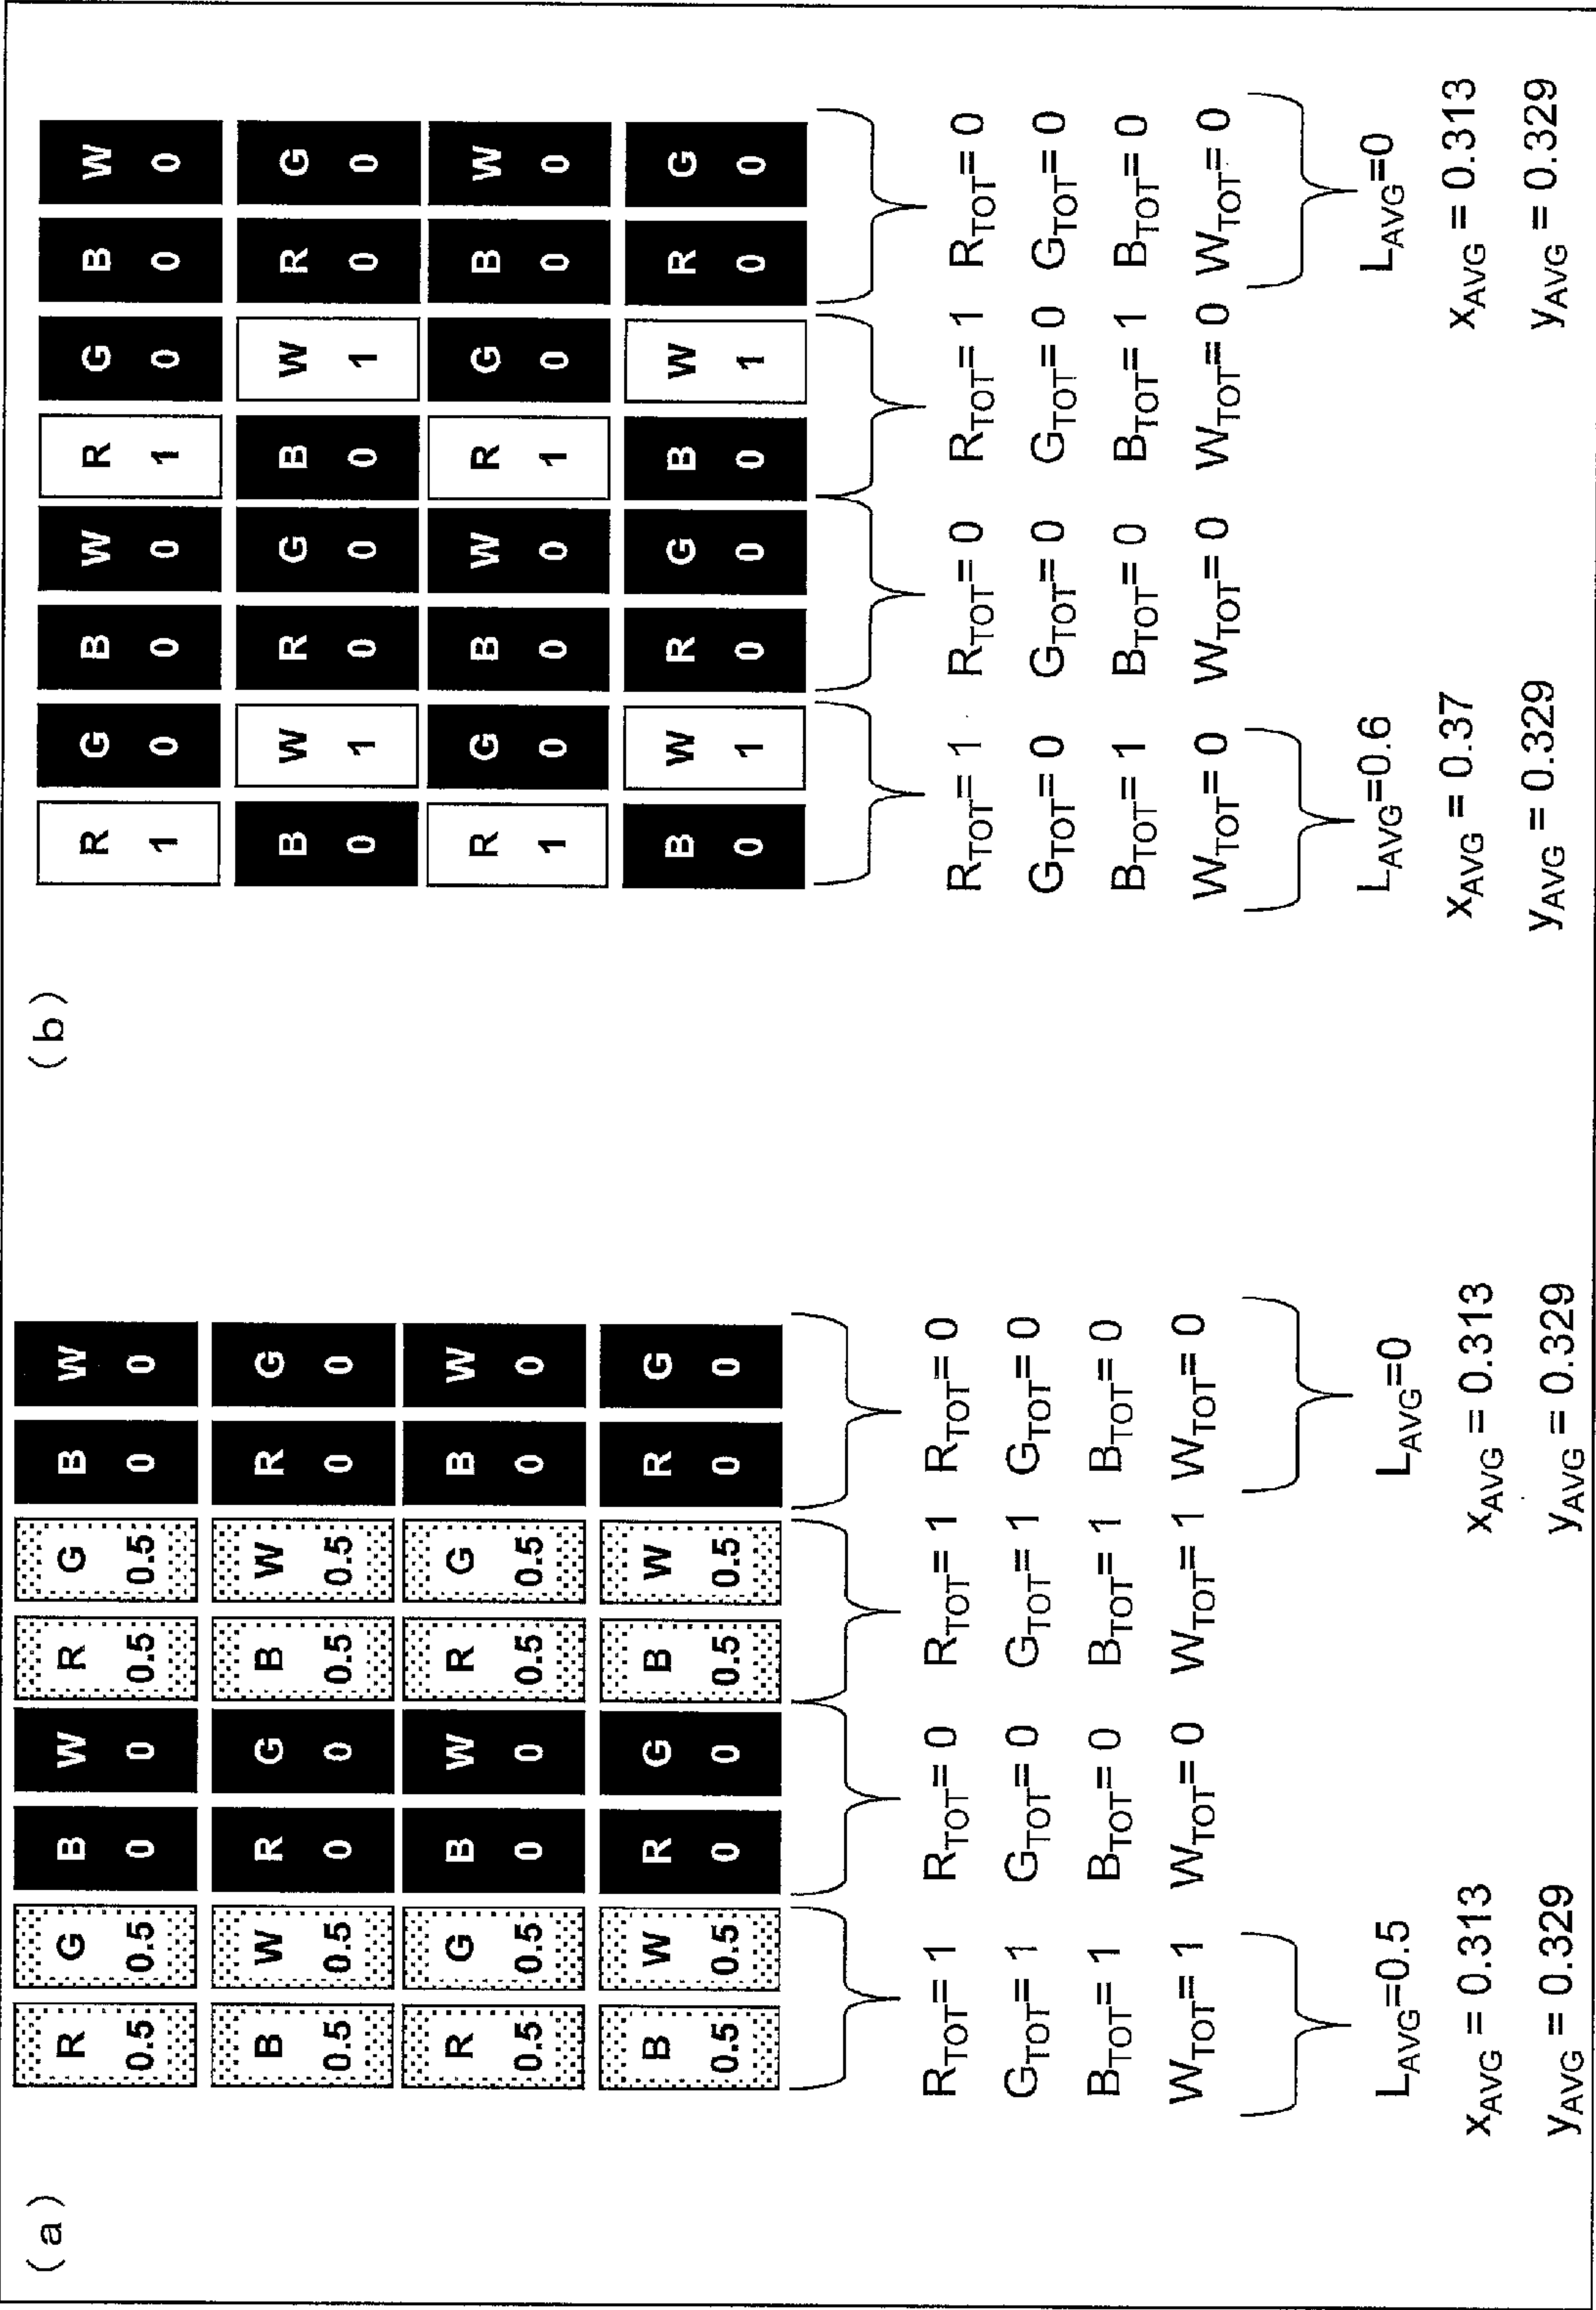 (a)
R G B W R G B W
0.5 0.5 0 0 0.5 0.5 0 0
B W R G B W R G
0.5 0.5 0 0 0.5 0.5 0 0
R G B W R G B W
0.5 0.5 0 0 0.5 0.5 0 0
B W R G B W R G
0.5 0.5 0 0 0.5 0.5 0 0
RTOT= 1 RTOT= 0 RTOT= 1 RTOT= 0
GTOT= 1 GTOT= 0 GTOT= 1 GTOT= 0
BTOT= 1 BTOT= 0 BTOT= 1 BTOT= 0
WTOT= 1 WTOT= 0 WTOT= 1 WTOT= 0
LAVG=0.5 LAVG=0
xAVG = 0.313 xAVG = 0.313
yAVG = 0.329 yAVG = 0.329
(b)
R G B W R G B W
1 0 0 0 1 0 0 0
B W R G B W R G
0 1 0 0 0 1 0 0
R G B W R G B W
1 0 0 0 1 0 0 0
B W R G B W R G
0 1 0 0 0 1 0 0
RTOT= 1 RTOT= 0 RTOT= 1 RTOT= 0
GTOT= 0 GTOT= 0 GTOT= 0 GTOT= 0
BTOT= 1 BTOT= 0 BTOT= 1 BTOT= 0
WTOT= 0 WTOT= 0 WTOT= 0 WTOT= 0
LAVG=0.6 LAVG=0
xAVG = 0.37 xAVG = 0.313
yAVG = 0.329 yAVG = 0.329